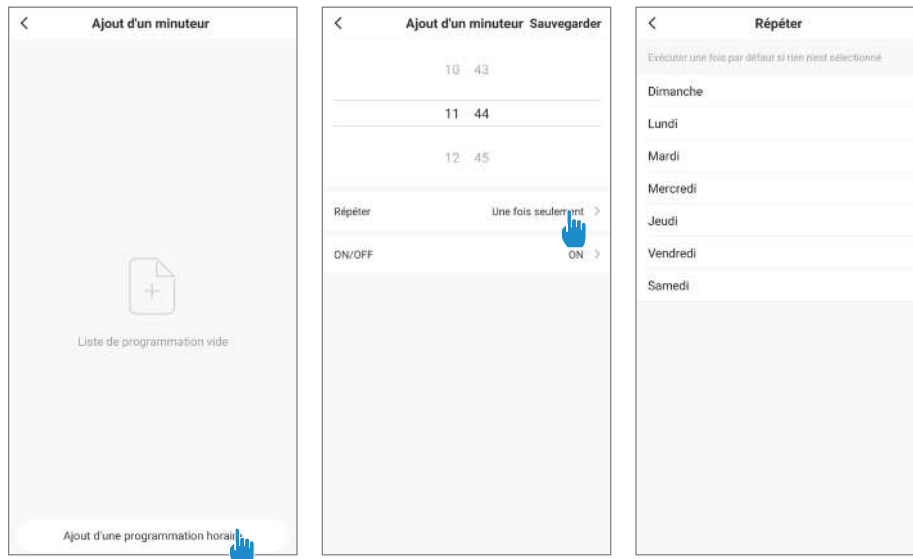 Ajout d'un minuteur
Liste de programmation vide
Ajout d'une programmation horaire
Ajout d'un minuteur Sauvegarder
10 43
11 44
12 45
Répéter Une fois seulement
ON/OFF ON
Répéter
Exécuter une fois par défaut si rien n'est sélectionné
Dimanche
Lundi
Mardi
Mercredi
Jeudi
Vendredi
Samedi